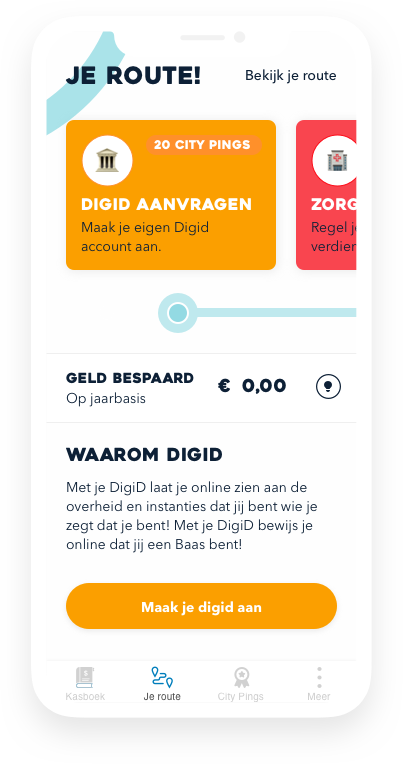 JE ROUTE!
Bekijk je route
20 CITY PINGS
DIGID AANVRAGEN
Maak je eigen Digid
account aan.
ZORG
Regel j
verdien
GELD BESPAARD
Op jaarbasis
€ 0,00
WAAROM DIGID
Met je DigiD laat je online zien aan de
overheid en instanties dat jij bent wie je
zegt dat je bent! Met je DigiD bewijs je
online dat jij een Baas bent!
Maak je digid aan
Kasboek
Je route
City Pings
Meer